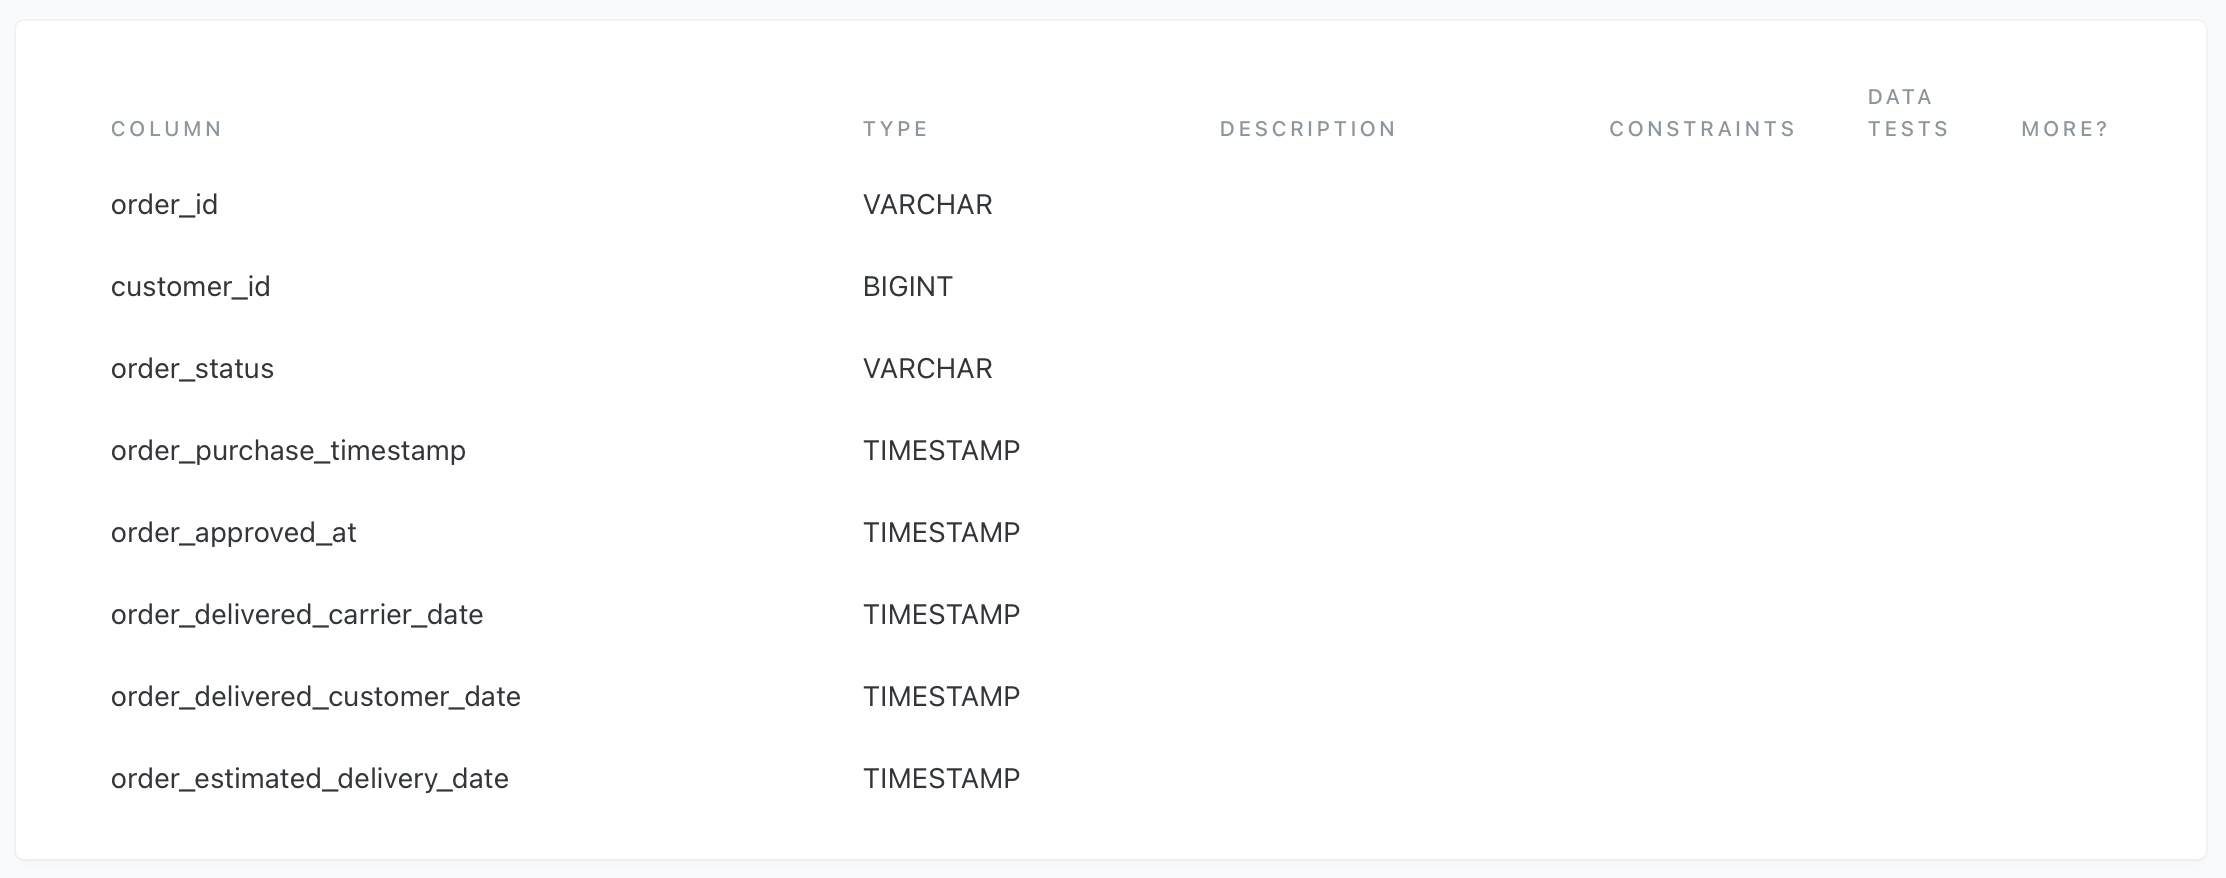 COLUMN TYPE DESCRIPTION CONSTRAINTS DATA TESTS MORE?
order_id VARCHAR
customer_id BIGINT
order_status VARCHAR
order_purchase_timestamp TIMESTAMP
order_approved_at TIMESTAMP
order_delivered_carrier_date TIMESTAMP
order_delivered_customer_date TIMESTAMP
order_estimated_delivery_date TIMESTAMP